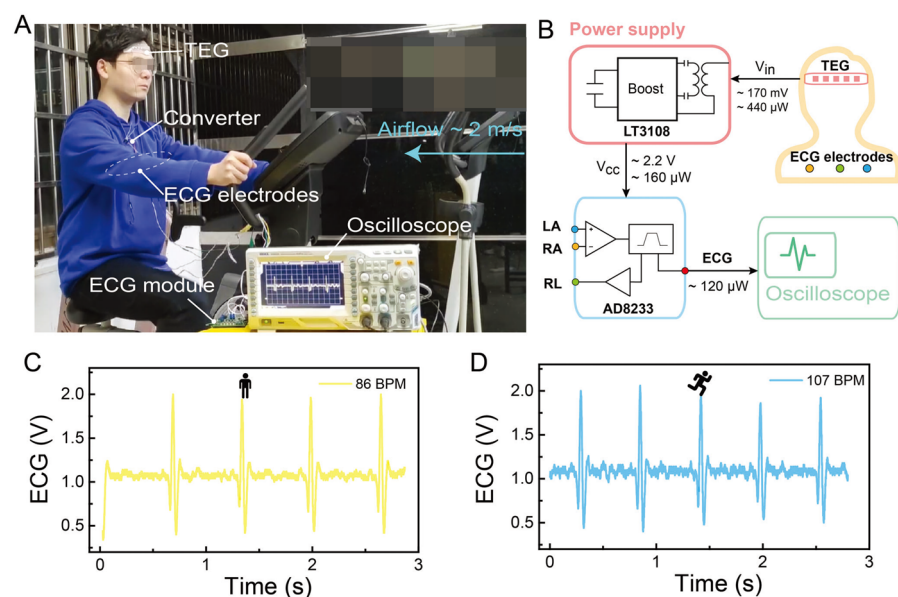 A
TEG
Converter
Airflow ~ 2 m/s
ECG electrodes
Oscilloscope
ECG module
B
Power supply
Boost
LT3108
Vin
~ 170 mV
~ 440 µW
TEG
ECG electrodes
Vcc
~ 2.2 V
~ 160 µW
LA
RA
RL
+
−
AD8233
ECG
~ 120 µW
Oscilloscope
C
86 BPM
ECG (V)
2.0
1.5
1.0
0.5
0
1
2
3
Time (s)
D
107 BPM
ECG (V)
2.0
1.5
1.0
0.5
0
1
2
3
Time (s)